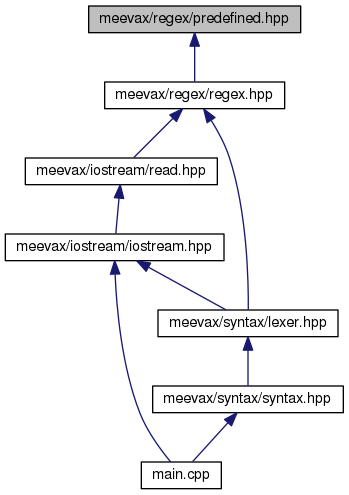 meevax/regex/predefined.hpp
meevax/regex/regex.hpp
meevax/iostream/read.hpp
meevax/iostream/iostream.hpp
meevax/syntax/lexer.hpp
meevax/syntax/syntax.hpp
main.cpp